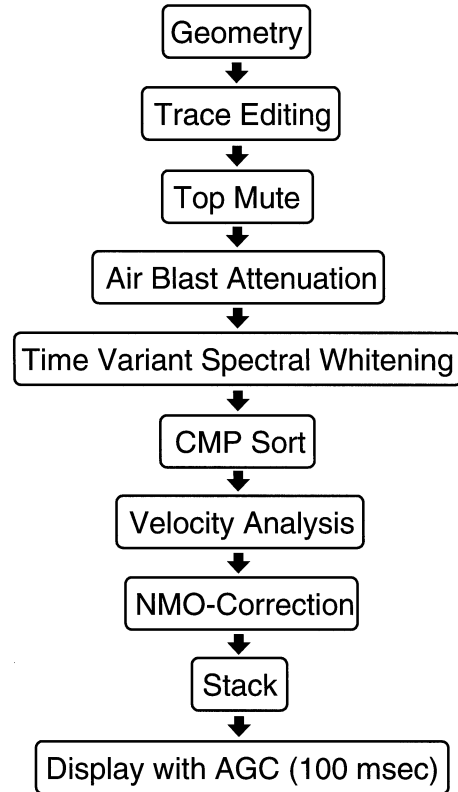 Geometry
Trace Editing
Top Mute
Air Blast Attenuation
Time Variant Spectral Whitening
CMP Sort
Velocity Analysis
NMO-Correction
Stack
Display with AGC (100 msec)